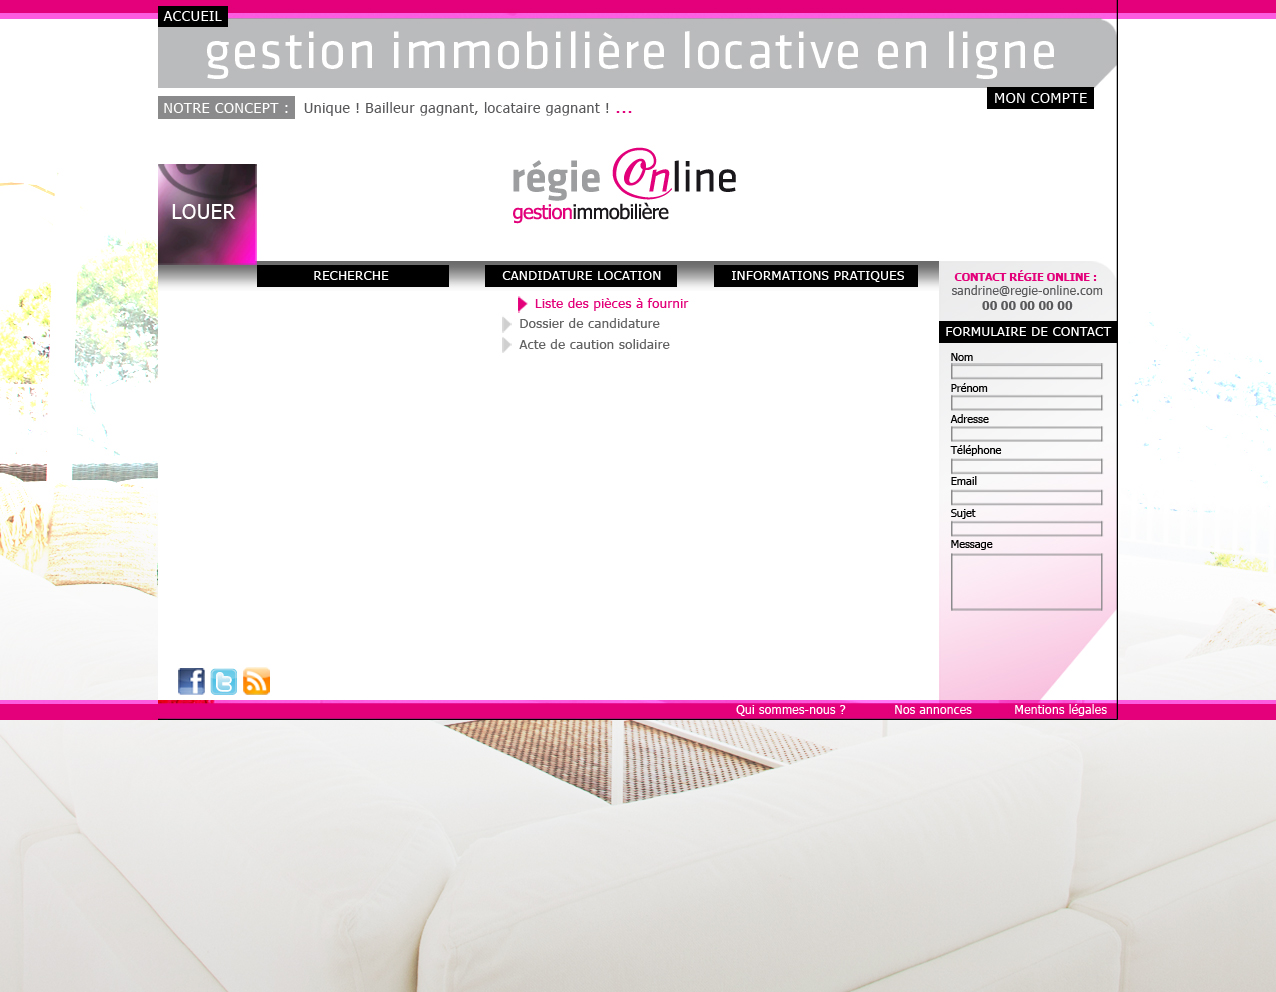 ACCUEIL
gestion immobilière locative en ligne
MON COMPTE
NOTRE CONCEPT : Unique ! Bailleur gagnant, locataire gagnant ! ...
LOUER
régie Online
gestionimmobilière
RECHERCHE
CANDIDATURE LOCATION
INFORMATIONS PRATIQUES
Liste des pièces à fournir
Dossier de candidature
Acte de caution solidaire
CONTACT RÉGIE ONLINE :
sandrine@regie-online.com
00 00 00 00 00
FORMULAIRE DE CONTACT
Nom
Prénom
Adresse
Téléphone
Email
Sujet
Message
Qui sommes-nous ?
Nos annonces
Mentions légales